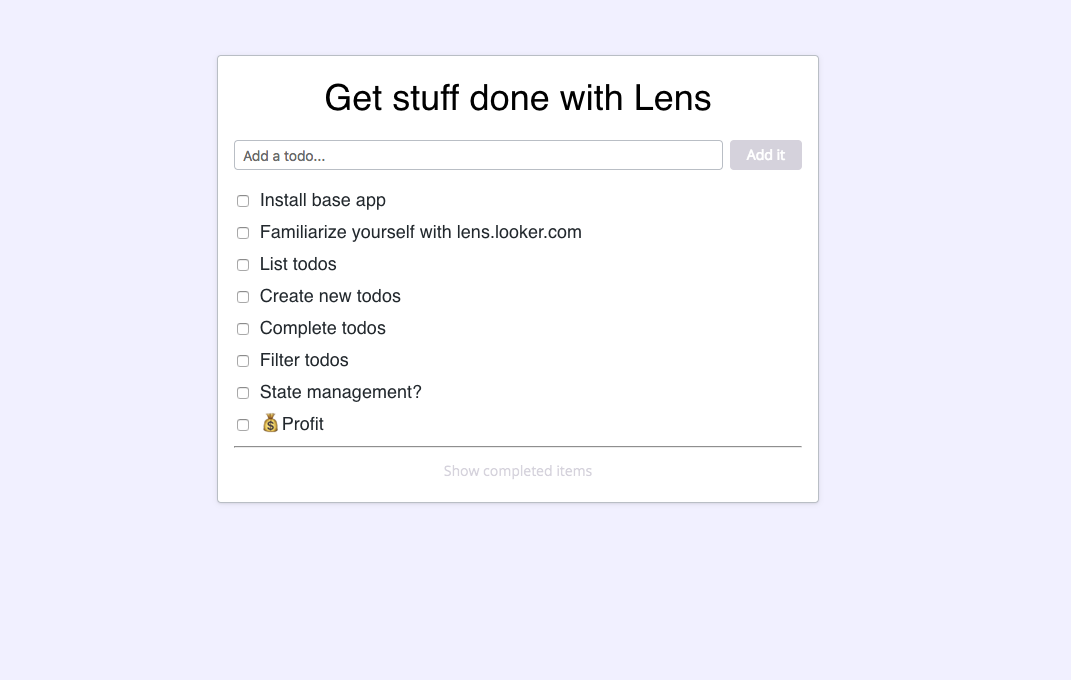 Get stuff done with Lens
Add a todo...
Add it
Install base app
Familiarize yourself with lens.looker.com
List todos
Create new todos
Complete todos
Filter todos
State management?
💰Profit
Show completed items